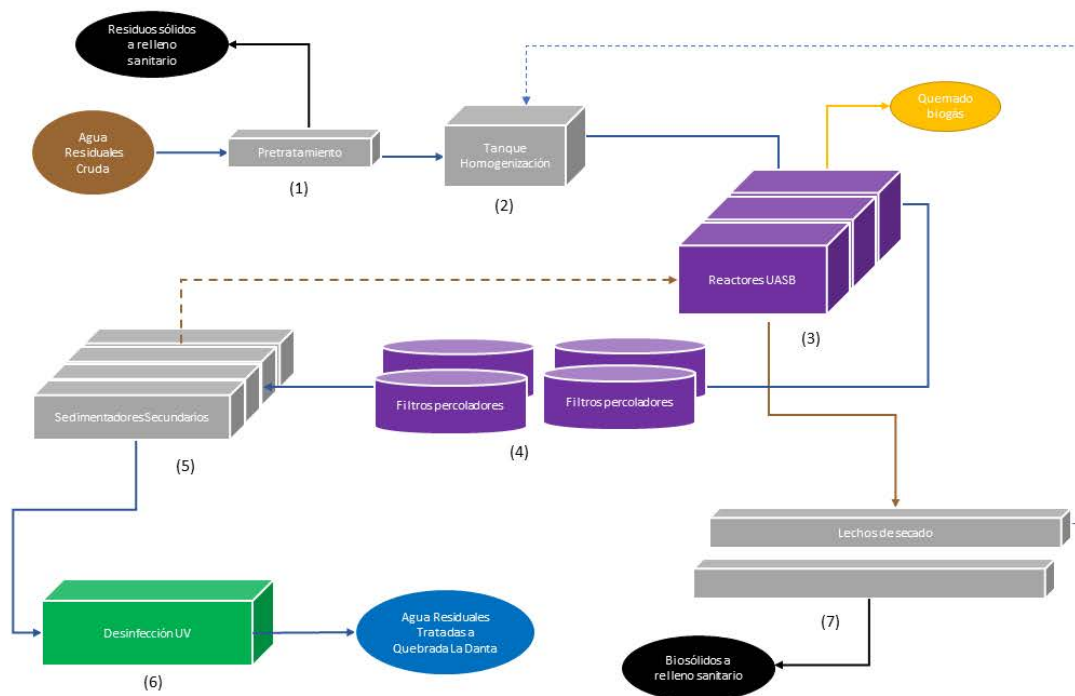 Residuos sólidos
a relleno
sanitario
Agua
Residuales
Cruda
Pretratamiento
(1)
Tanque
Homogenización
(2)
Quemado
biogás
Reactores UASB
(3)
Filtros percoladores
Filtros percoladores
(4)
Sedimentadores Secundarios
(5)
Lechos de secado
(7)
Desinfección UV
(6)
Agua Residuales
Tratadas a
Quebrada La Danta
Biosólidos a
relleno sanitario